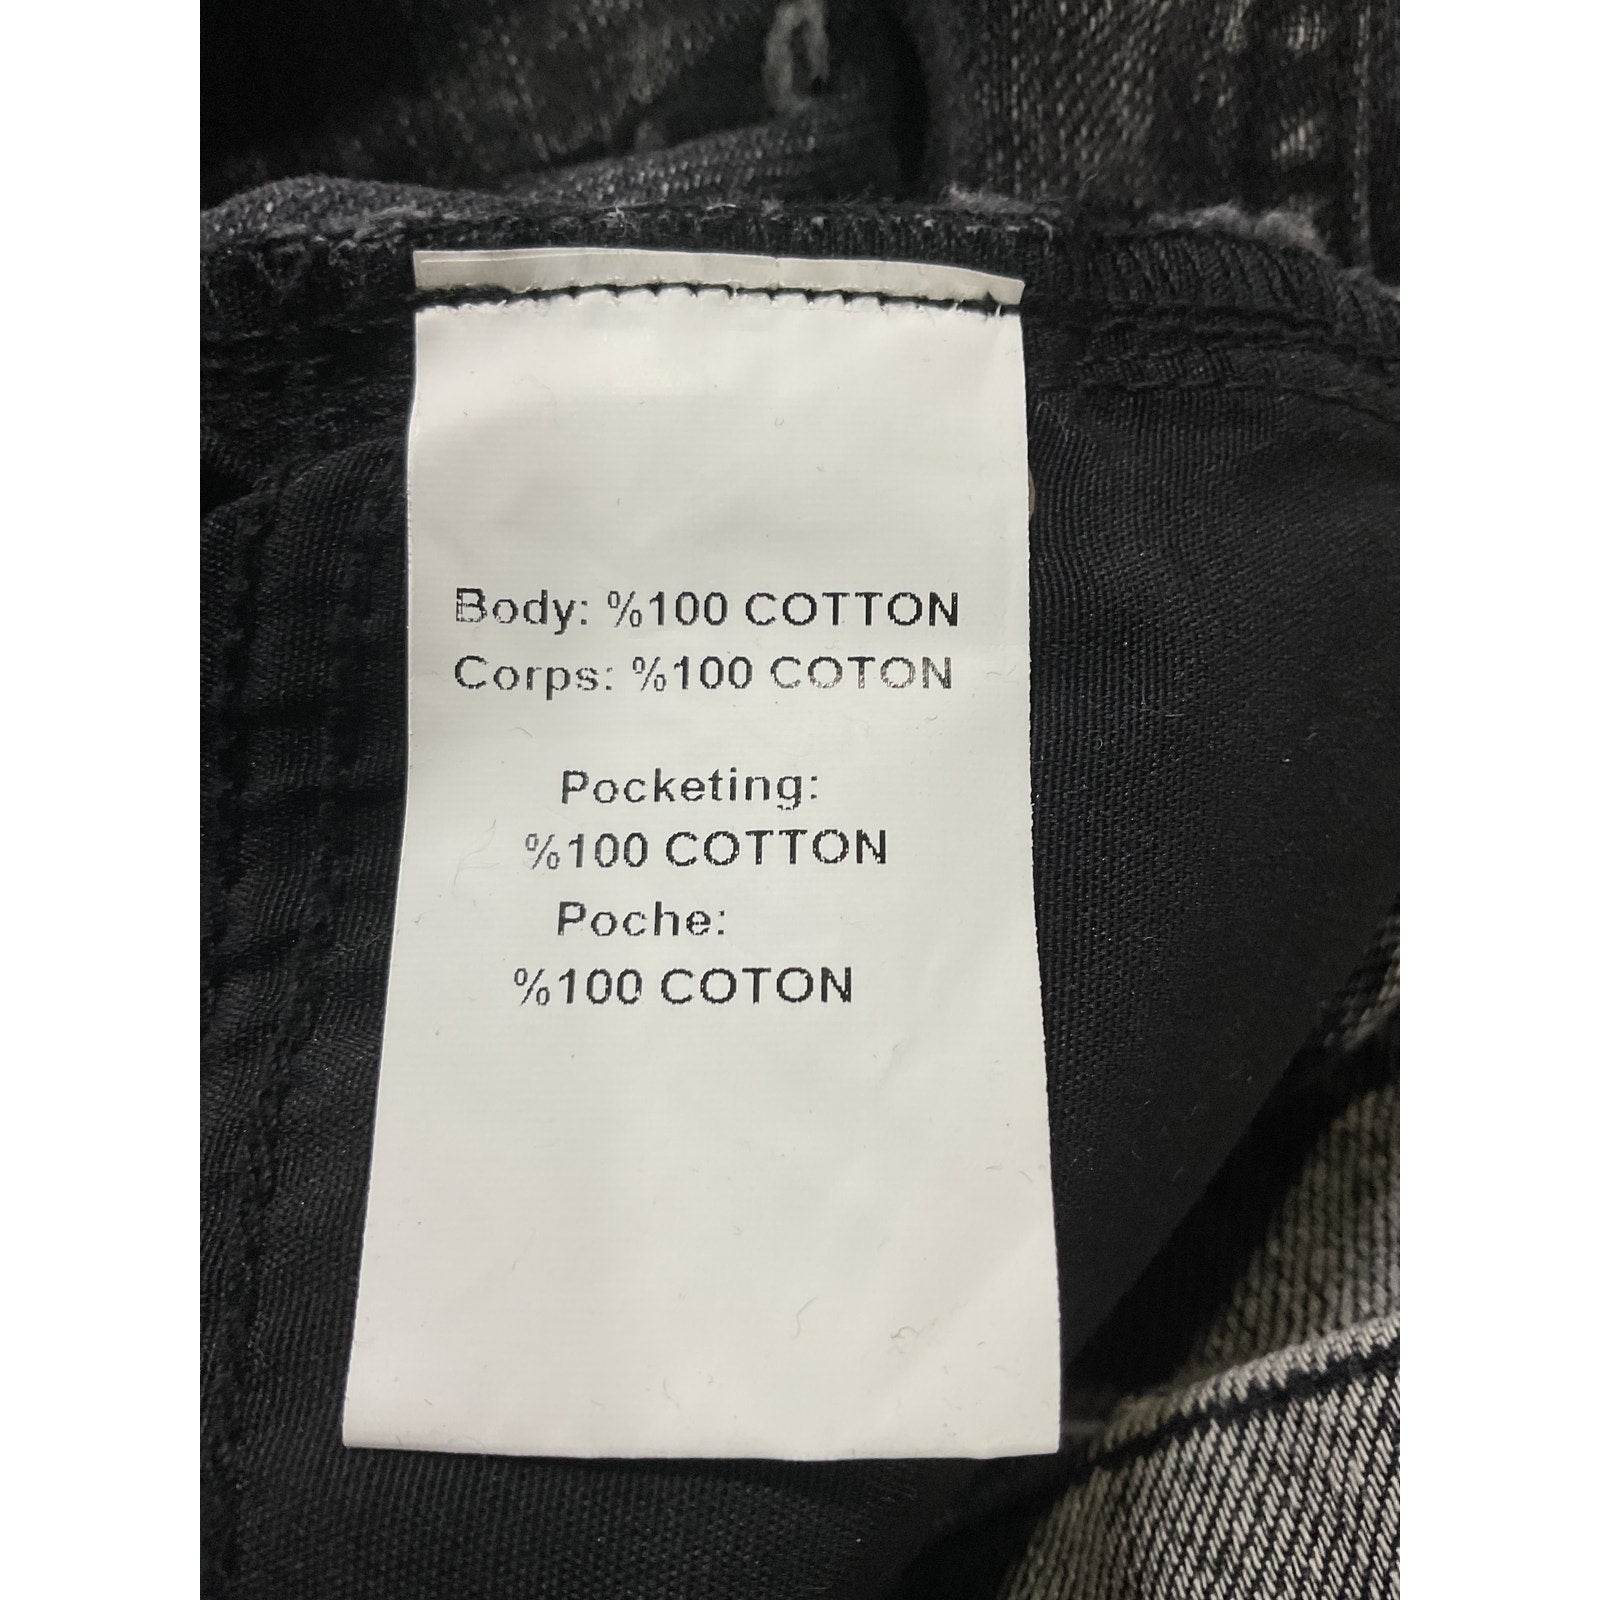 Body: %100 COTTON
Corps: %100 COTON
Pocketing:
%100 COTTON
Poche:
%100 COTON